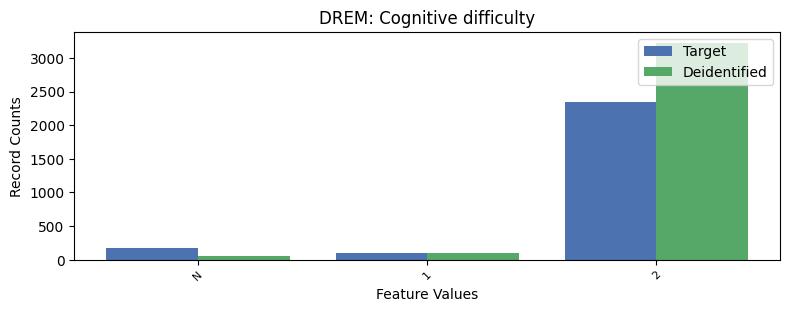 DREM: Cognitive difficulty
Target
Deidentified
Record Counts
3000
2500
2000
1500
1000
500
0
N
1
2
Feature Values